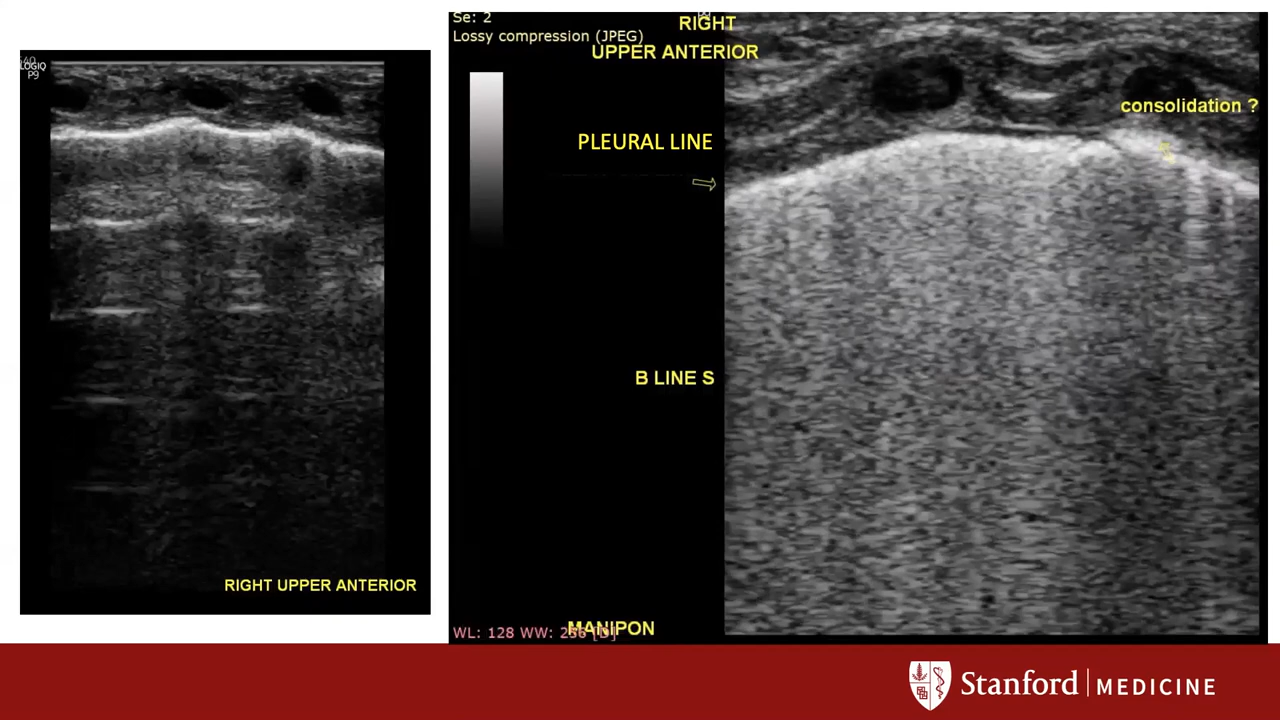 LOGIQ
P9
RIGHT UPPER ANTERIOR
Se: 2
Lossy compression (JPEG)
RIGHT
UPPER ANTERIOR
consolidation ?
PLEURAL LINE
B LINE S
WL: 128 WW: 256 [D]
MANIPON
Stanford MEDICINE